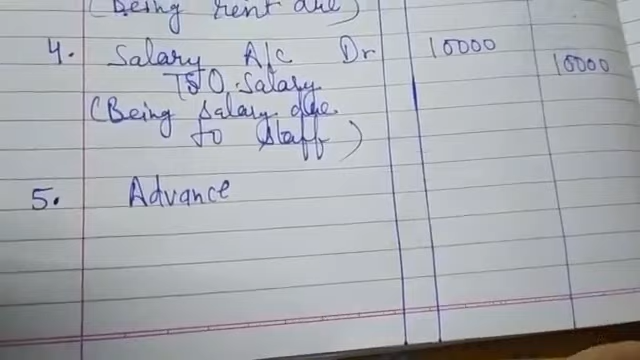 (Being rent due)
4. Salary A/c Dr 10000
To O. Salary 10000
(Being salary due
to staff)
5. Advance